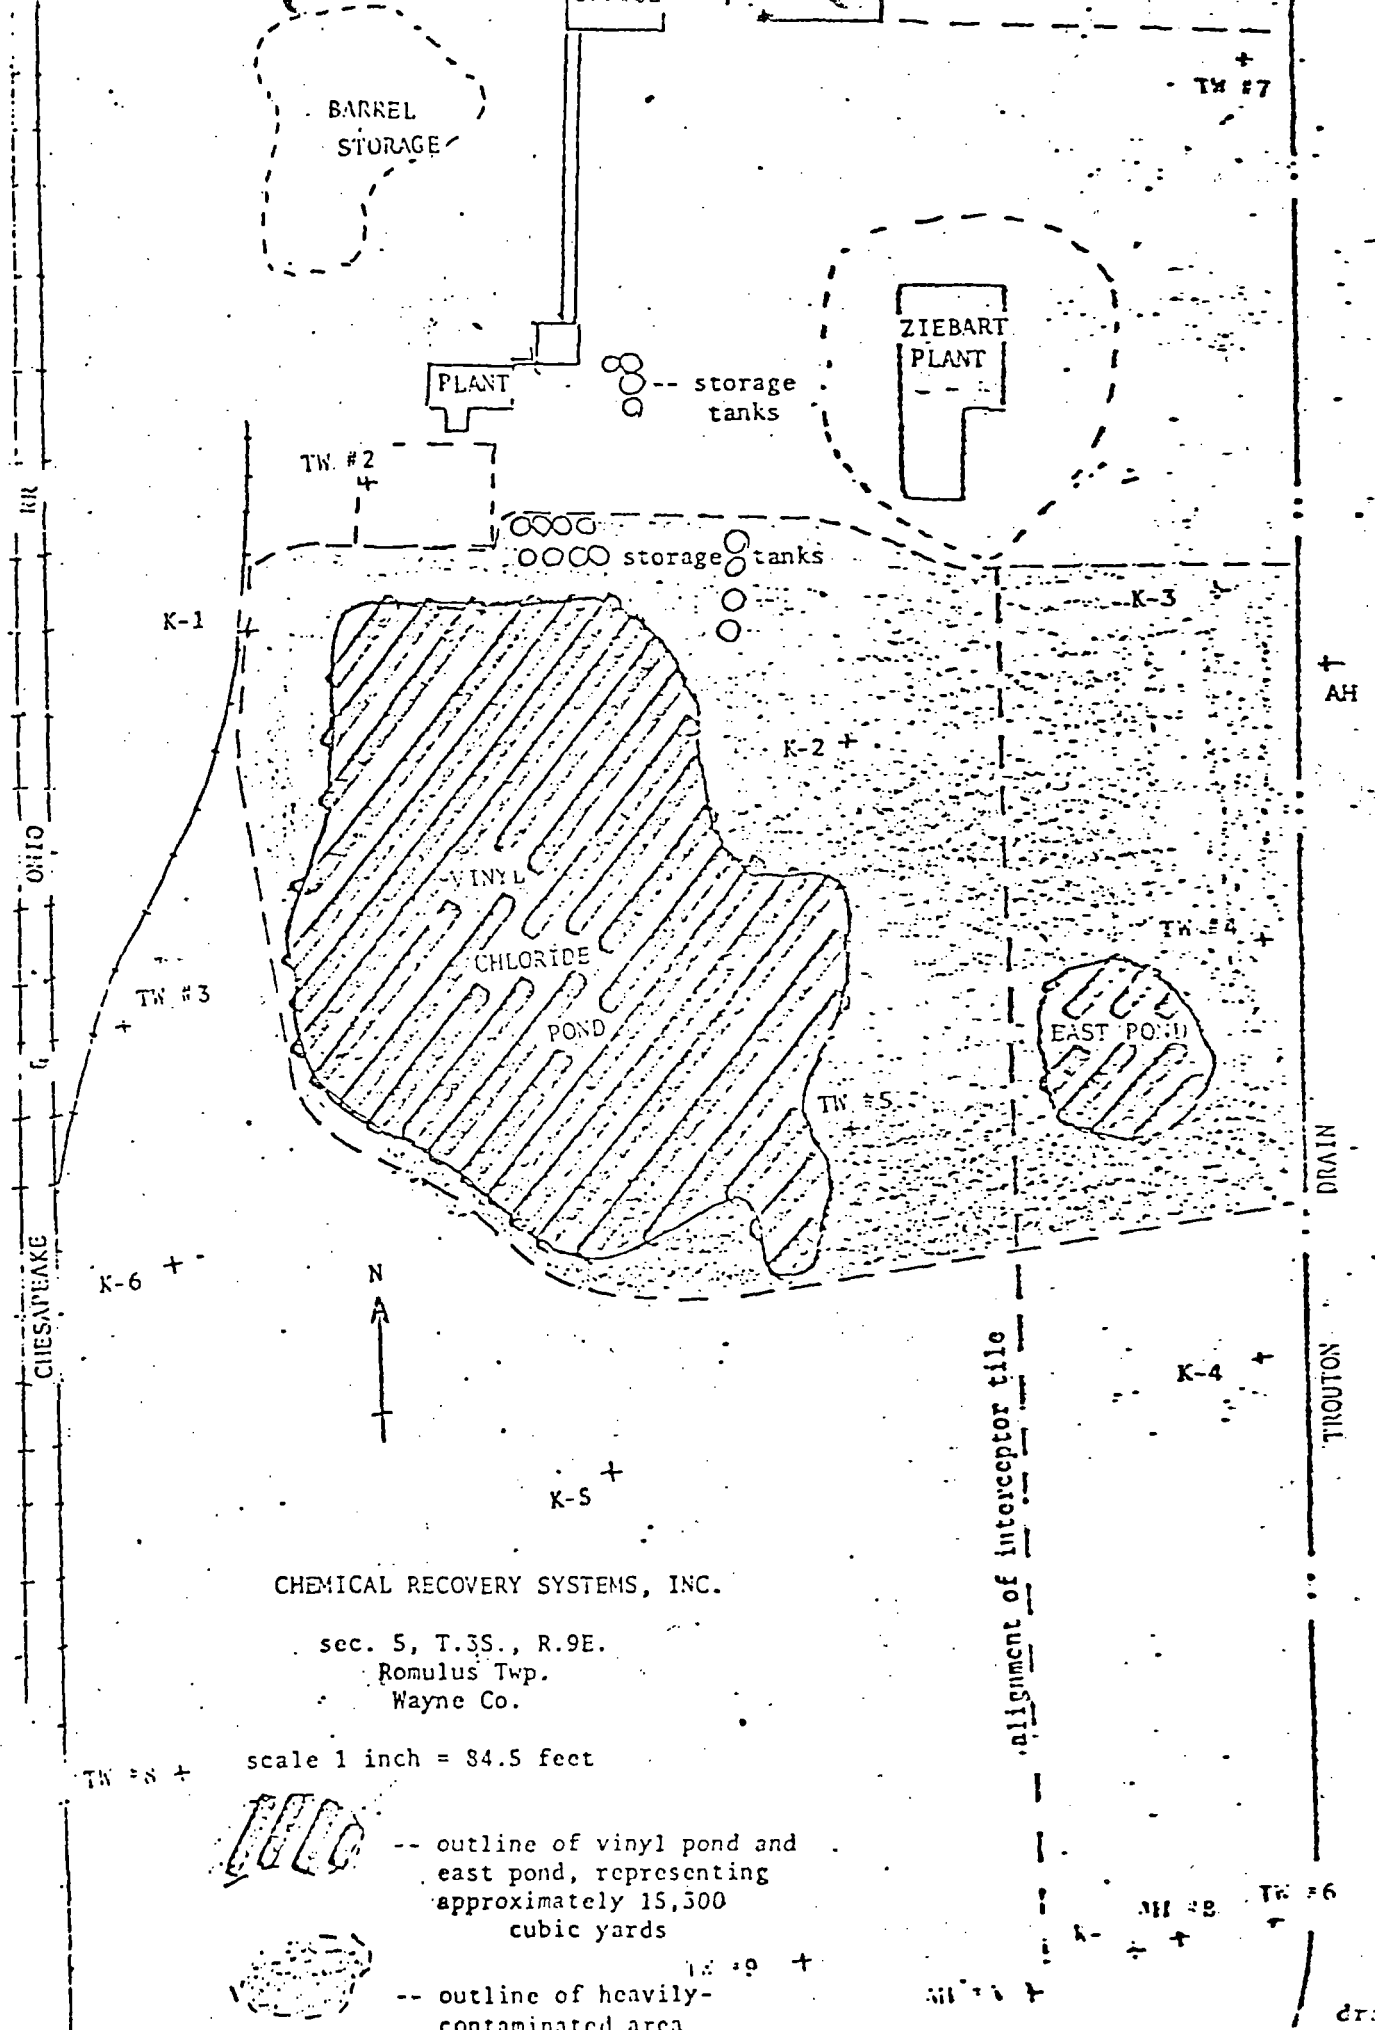 TW #7
BARREL
STORAGE
ZIEBART
PLANT
PLANT
-- storage
tanks
TW. #2
RR
storage tanks
K-1
K-3
AH
K-2
OHIO
VINYL
TW #4
CHLORIDE
TW #3
POND
EAST POND
&
TW #5
DRAIN
K-6
N
CHESAPEAKE
K-4
TROUTON
alignment of interceptor tile
K-5
CHEMICAL RECOVERY SYSTEMS, INC.
sec. 5, T.3S., R.9E.
Romulus Twp.
Wayne Co.
scale 1 inch = 84.5 feet
TW #8
-- outline of vinyl pond and
east pond, representing
approximately 15,300
cubic yards
TW #6
TW #9
-- outline of heavily-
contaminated area